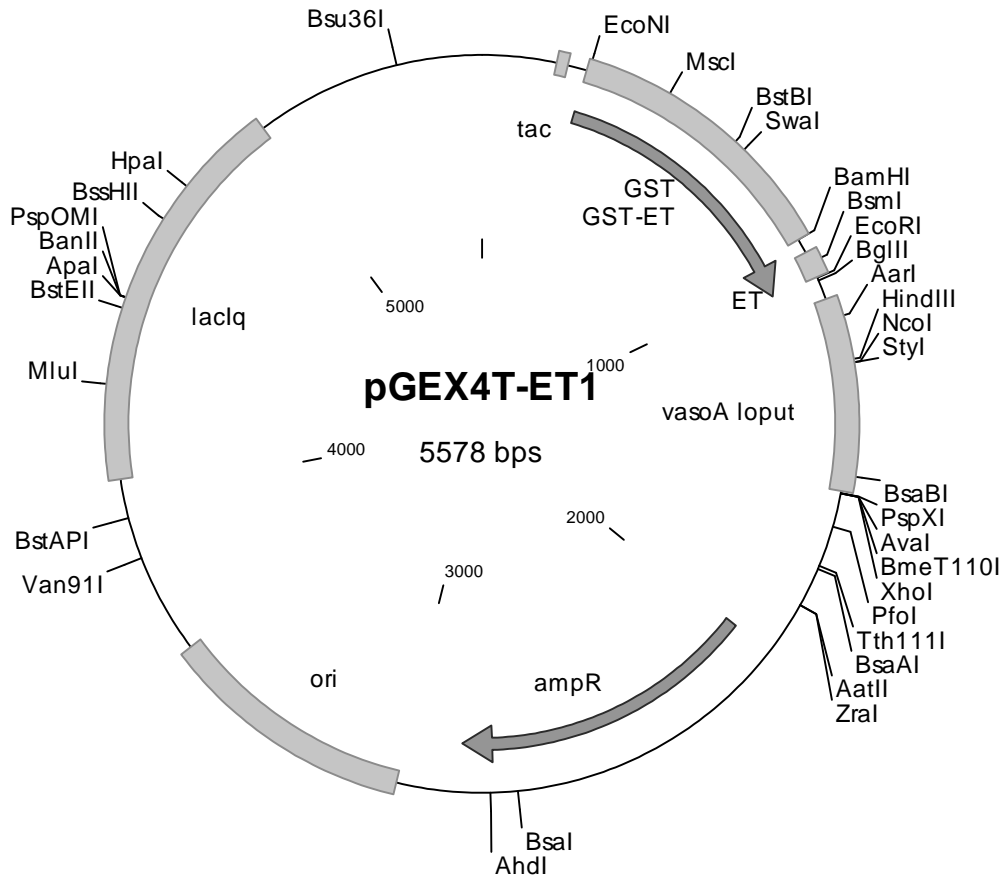 Bsu36I
EcoNI
MscI
BstBI
SwaI
tac
HpaI
BssHII
PspOMI
BanII
ApaI
BstEII
GST
GST-ET
BamHI
BsmI
EcoRI
BglII
AarI
HindIII
NcoI
StyI
ET
lacIq
5000
1000
MluI
pGEX4T-ET1
vasoA loput
5578 bps
4000
2000
3000
BsaBI
PspXI
AvaI
BmeT110I
XhoI
PfoI
Tth111I
BsaAI
AatII
ZraI
BstAPI
Van91I
ori
ampR
BsaI
AhdI